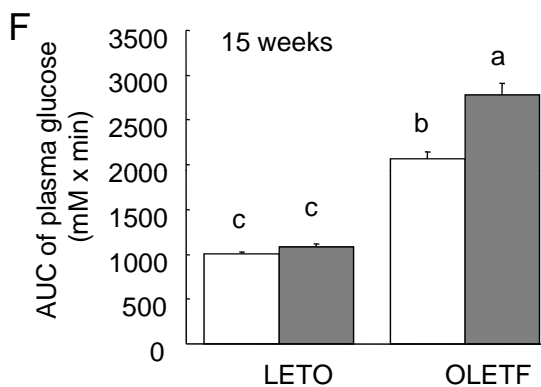 F
AUC of plasma glucose
(mM x min)
3500
3000
2500
2000
1500
1000
500
0
15 weeks
c
c
b
a
LETO
OLETF